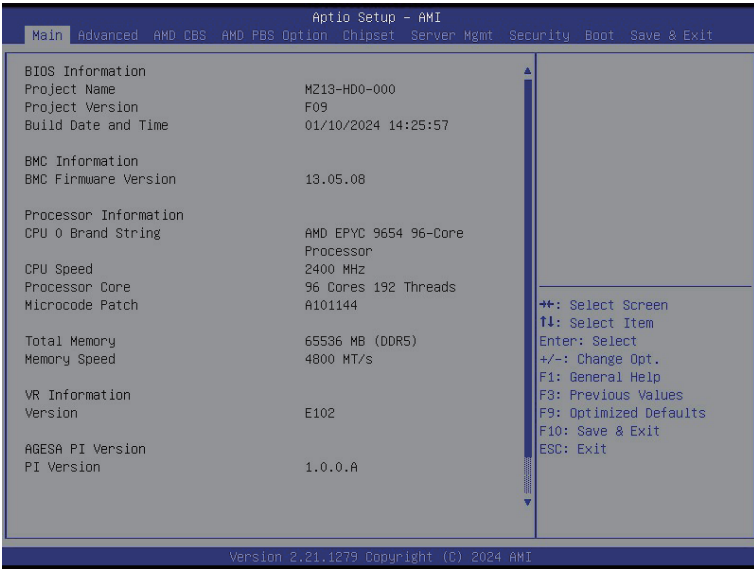 Aptio Setup – AMI
Main Advanced AMD CBS AMD PBS Option Chipset Server Mgmt Security Boot Save & Exit
BIOS Information
Project Name MZ13-HD0-000
Project Version F09
Build Date and Time 01/10/2024 14:25:57
BMC Information
BMC Firmware Version 13.05.08
Processor Information
CPU 0 Brand String AMD EPYC 9654 96-Core
Processor
CPU Speed 2400 MHz
Processor Core 96 Cores 192 Threads
Microcode Patch A101144
Total Memory 65536 MB (DDR5)
Memory Speed 4800 MT/s
VR Information
Version E102
AGESA PI Version
PI Version 1.0.0.A
→←: Select Screen
↑↓: Select Item
Enter: Select
+/-: Change Opt.
F1: General Help
F3: Previous Values
F9: Optimized Defaults
F10: Save & Exit
ESC: Exit
Version 2.21.1279 Copyright (C) 2024 AMI